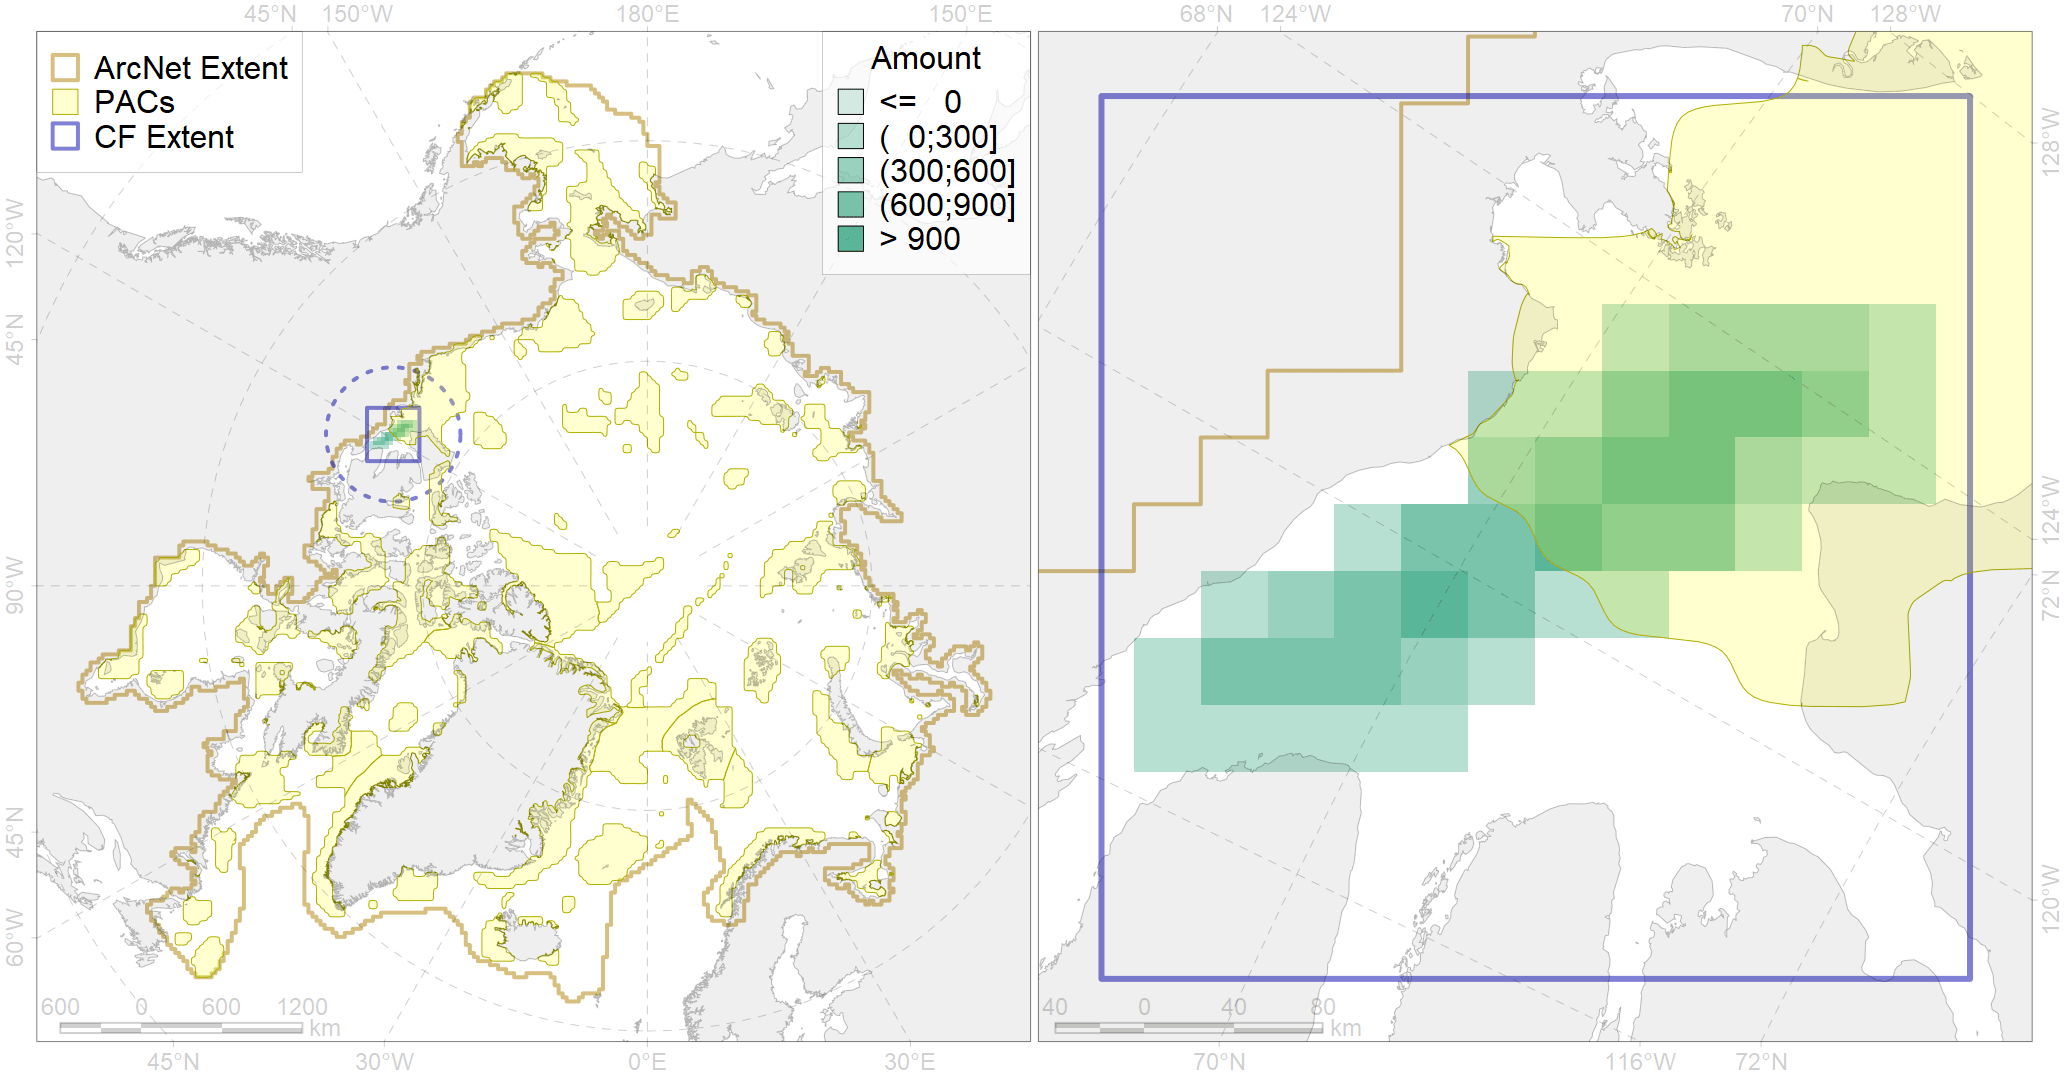 45°N 150°W 180°E 150°E 68°N 124°W 70°N 128°W
ArcNet Extent
PACs
CF Extent
Amount
<= 0
( 0;300]
(300;600]
(600;900]
> 900
120°W
45°N
90°W
45°N
60°W
128°W
124°W
72°N
120°W
600 0 600 1200
km
40 0 40 80
km
45°N 30°W 0°E 30°E 70°N 116°W 72°N